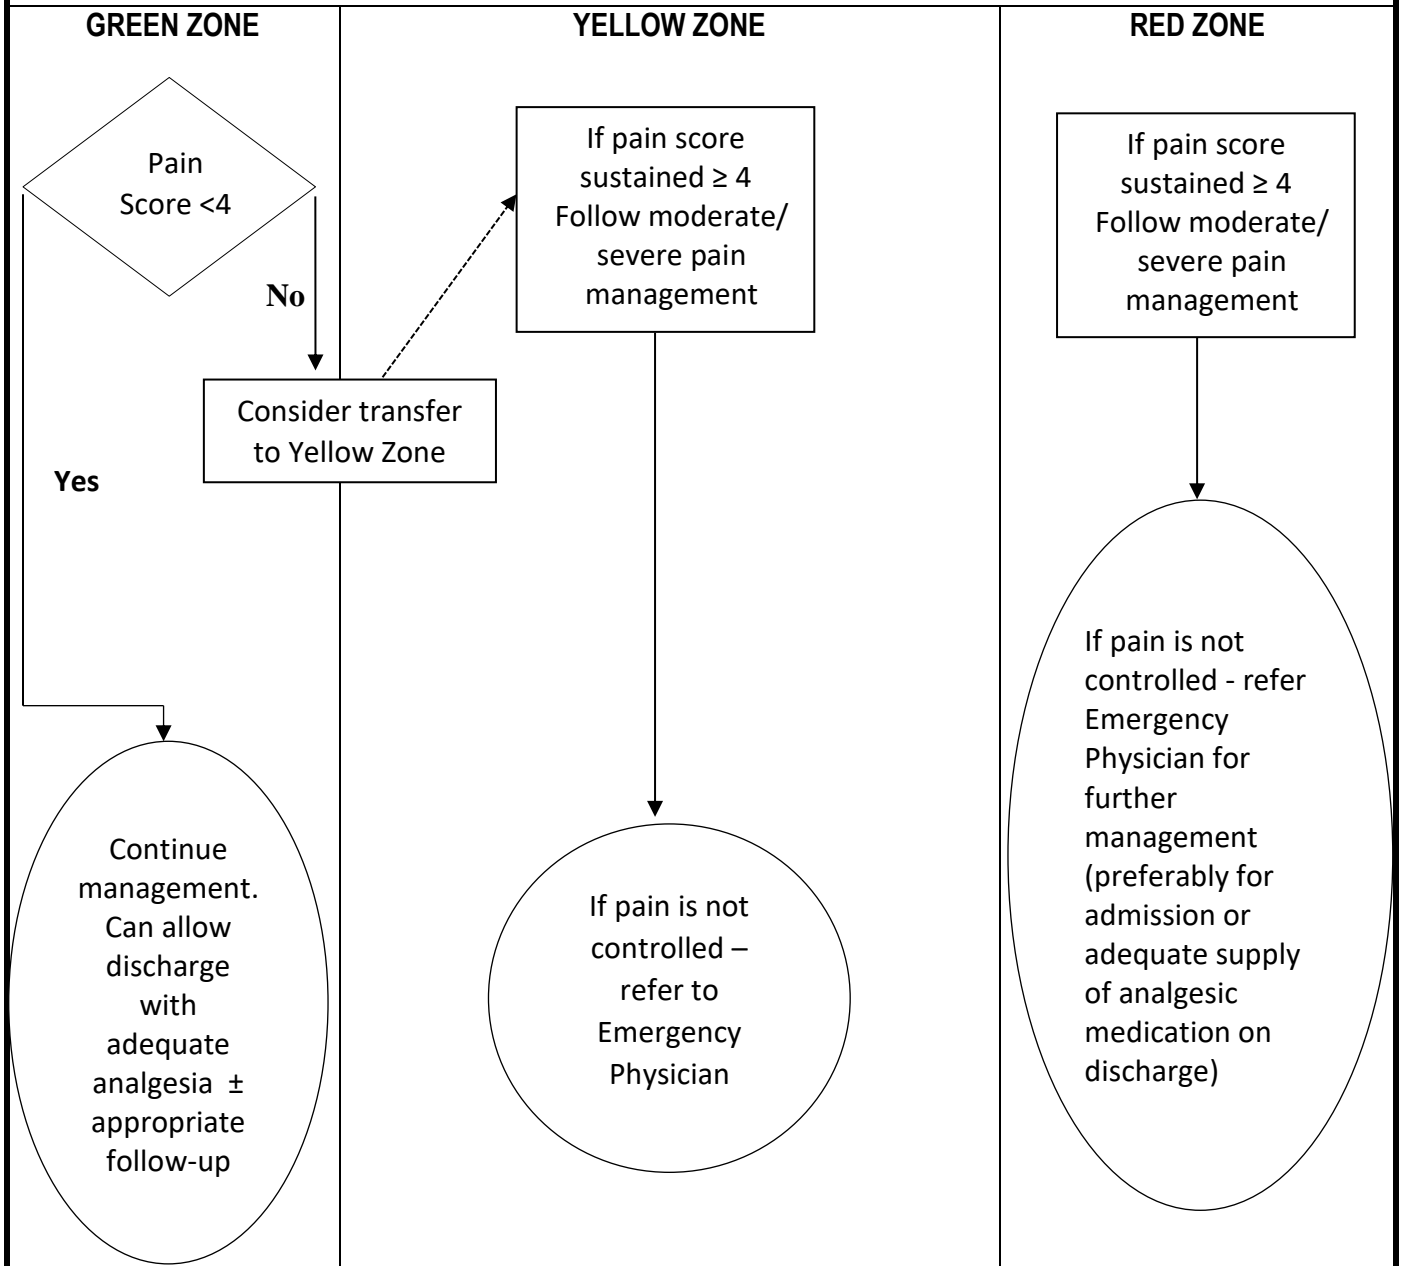 GREEN ZONE
YELLOW ZONE
RED ZONE
Pain
Score <4
No
Yes
Consider transfer
to Yellow Zone
Continue
management.
Can allow
discharge
with
adequate
analgesia ±
appropriate
follow-up
If pain score
sustained ≥ 4
Follow moderate/
severe pain
management
If pain is not
controlled –
refer to
Emergency
Physician
If pain score
sustained ≥ 4
Follow moderate/
severe pain
management
If pain is not
controlled - refer
Emergency
Physician for
further
management
(preferably for
admission or
adequate supply
of analgesic
medication on
discharge)